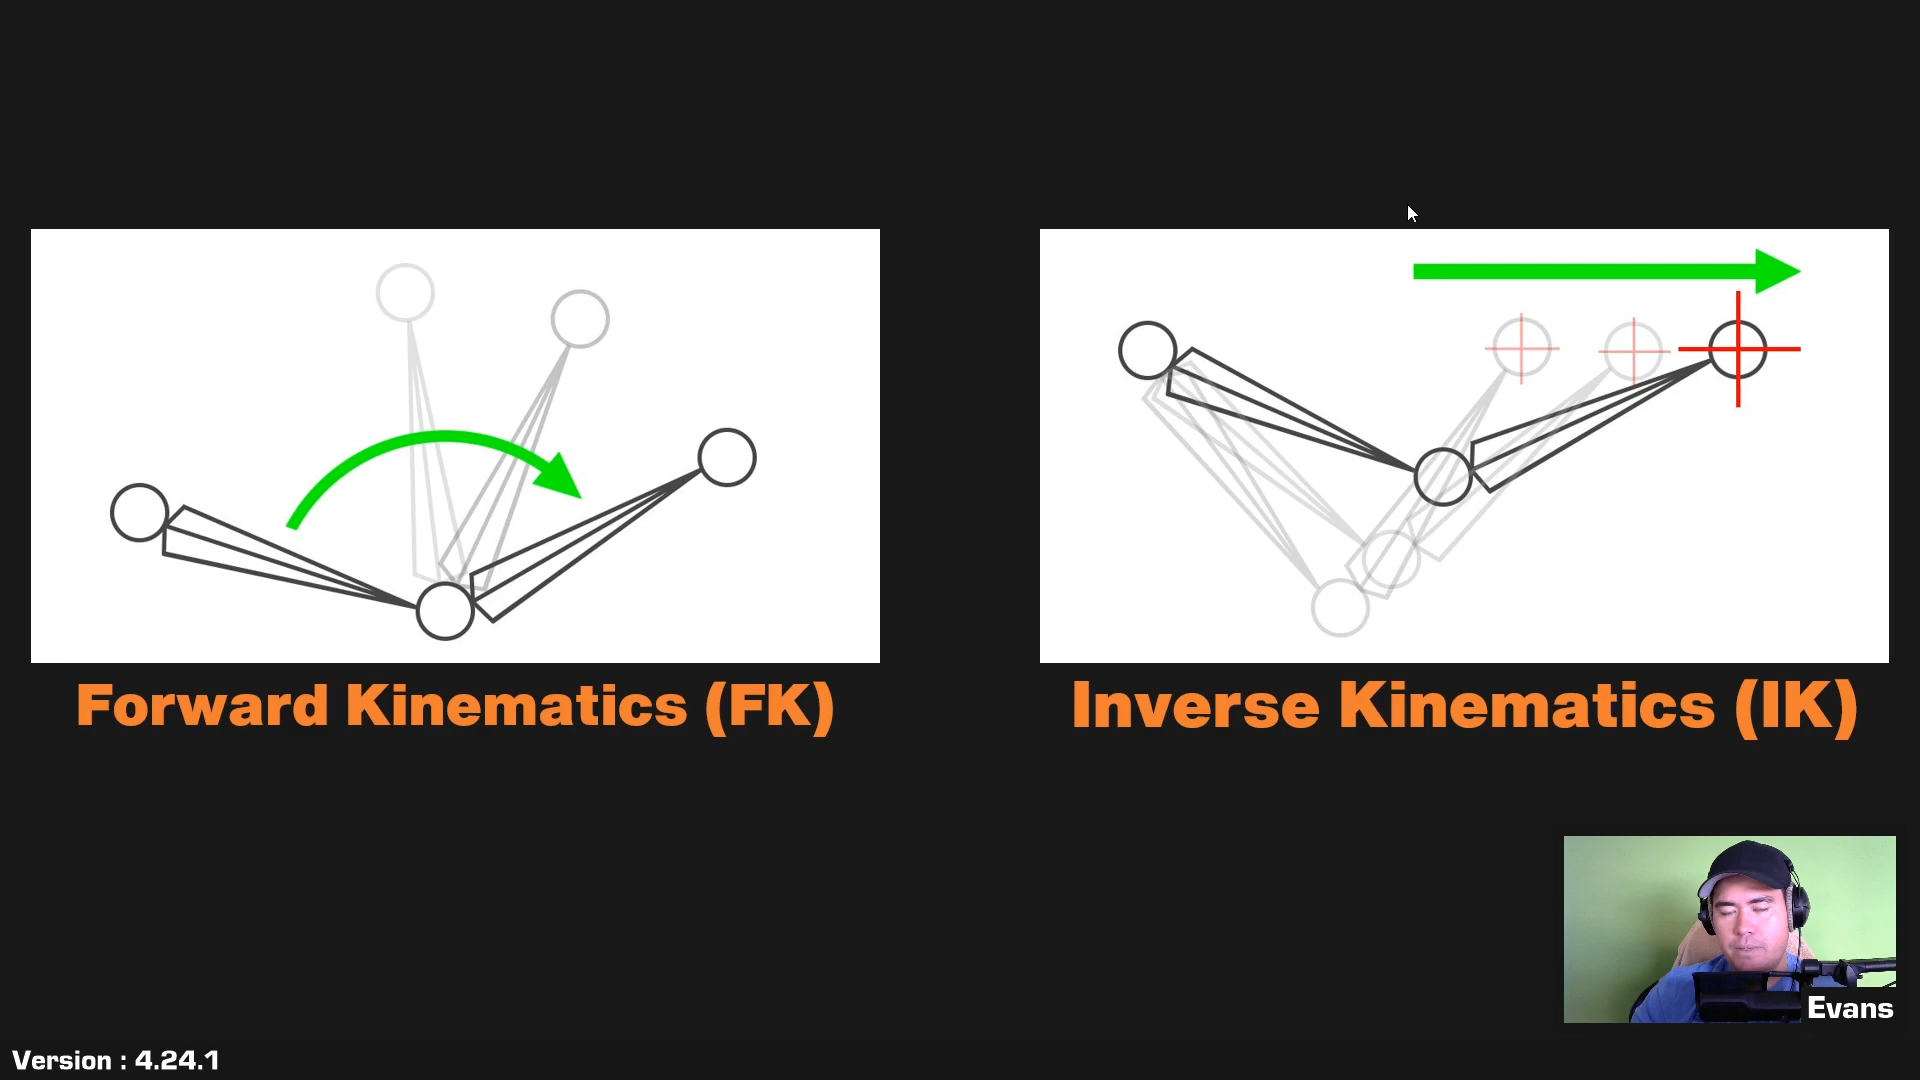 Forward Kinematics (FK)
Inverse Kinematics (IK)
Evans
Version : 4.24.1